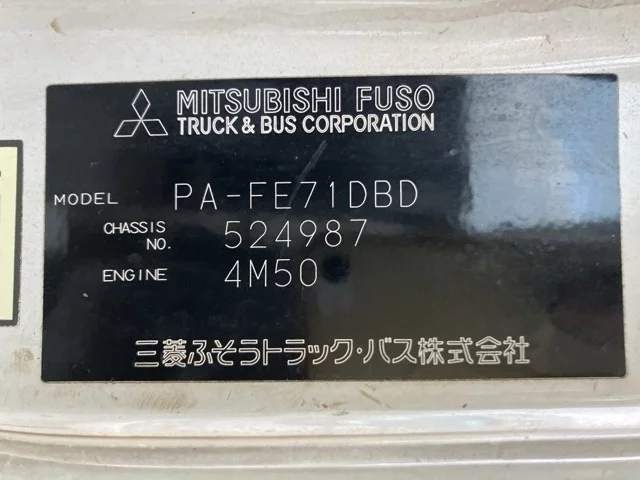 MITSUBISHI FUSO
TRUCK & BUS CORPORATION
MODEL PA-FE71DBD
CHASSIS NO. 524987
ENGINE 4M50
三菱ふそうトラック・バス株式会社